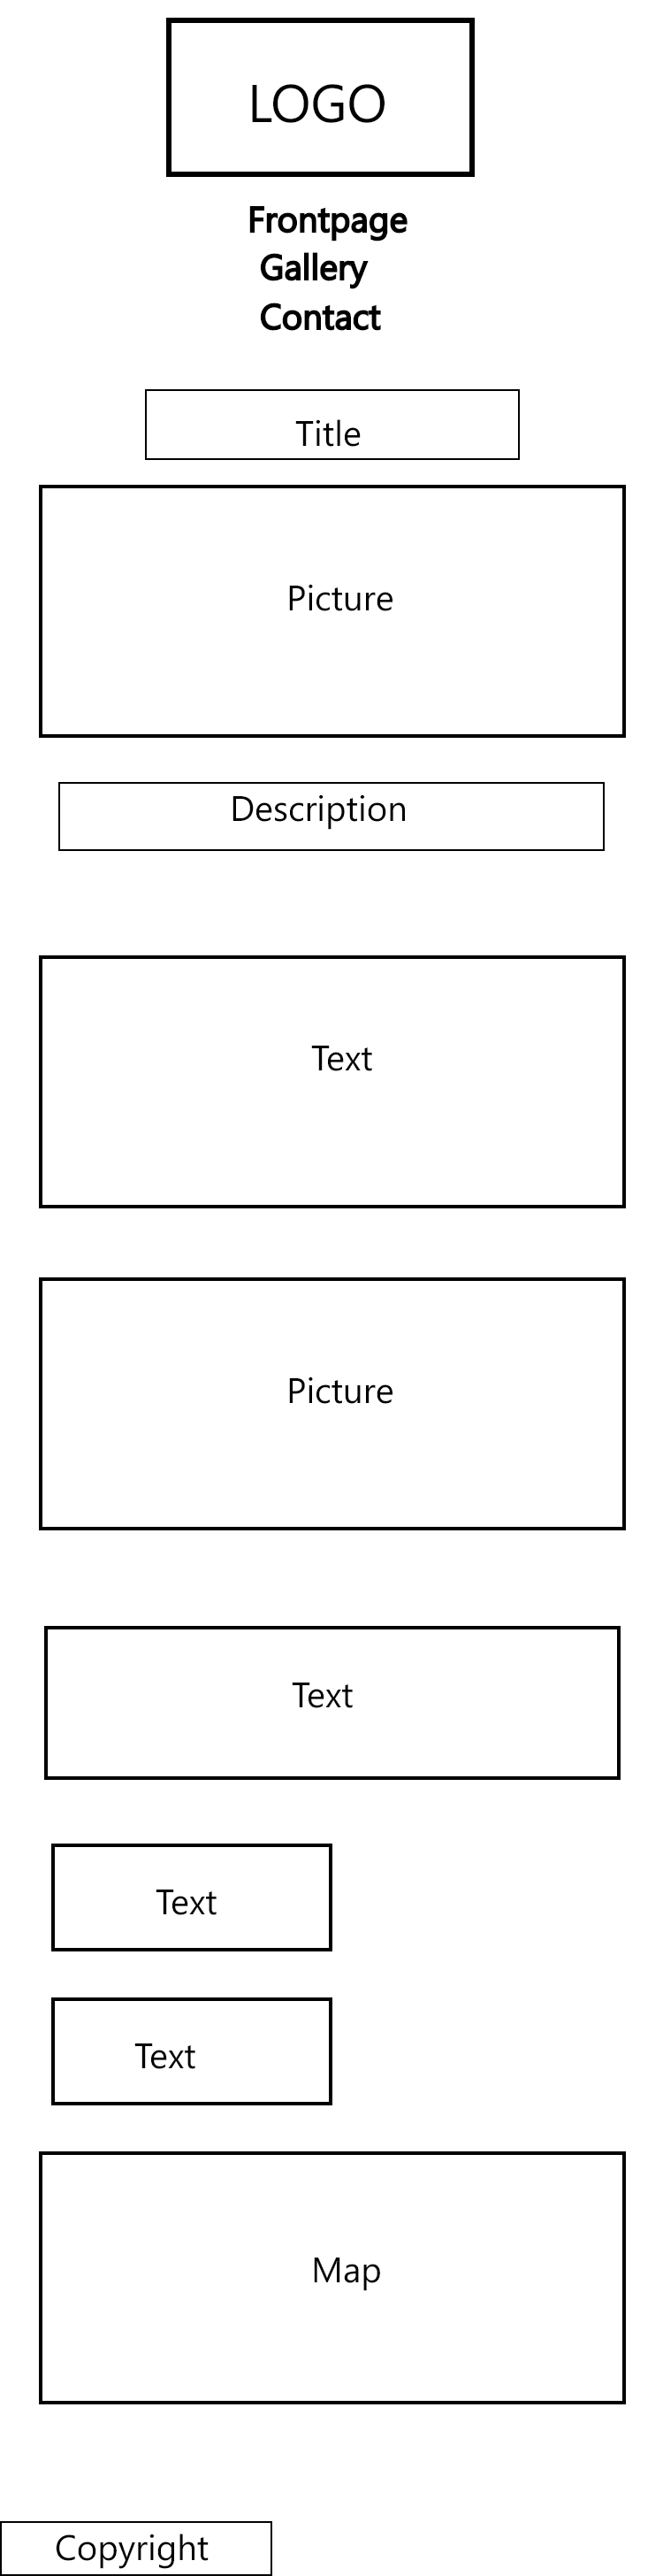 LOGO
Frontpage
Gallery
Contact
Title
Picture
Description
Text
Picture
Text
Text
Text
Map
Copyright